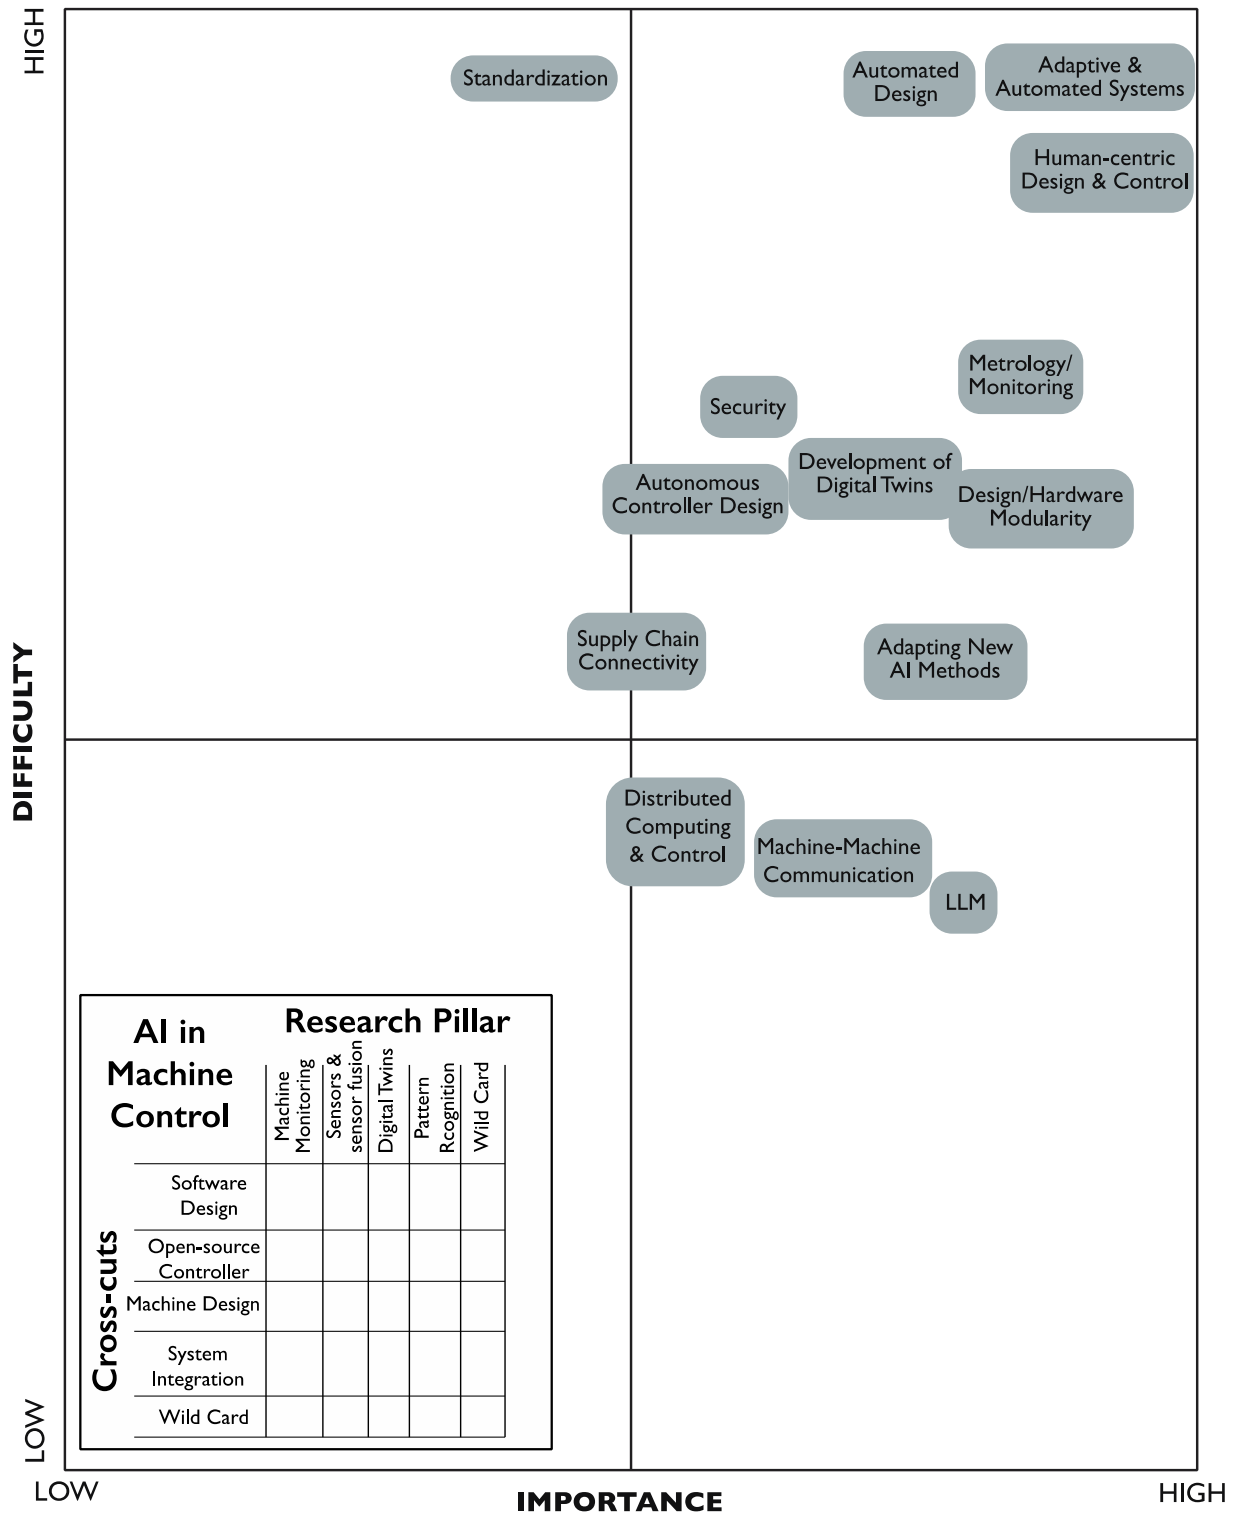 HIGH
Standardization
Automated
Design
Adaptive &
Automated Systems
Human-centric
Design & Control
Metrology/
Monitoring
Security
Development of
Digital Twins
Autonomous
Controller Design
Design/Hardware
Modularity
Supply Chain
Connectivity
Adapting New
AI Methods
DIFFICULTY
Distributed
Computing
& Control
Machine-Machine
Communication
LLM
AI in
Machine
Control
Research Pillar
Machine
Monitoring
Sensors &
sensor fusion
Digital Twins
Pattern
Rcognition
Wild Card
Cross-cuts
Software
Design
Open-source
Controller
Machine Design
System
Integration
Wild Card
LOW
LOW
IMPORTANCE
HIGH